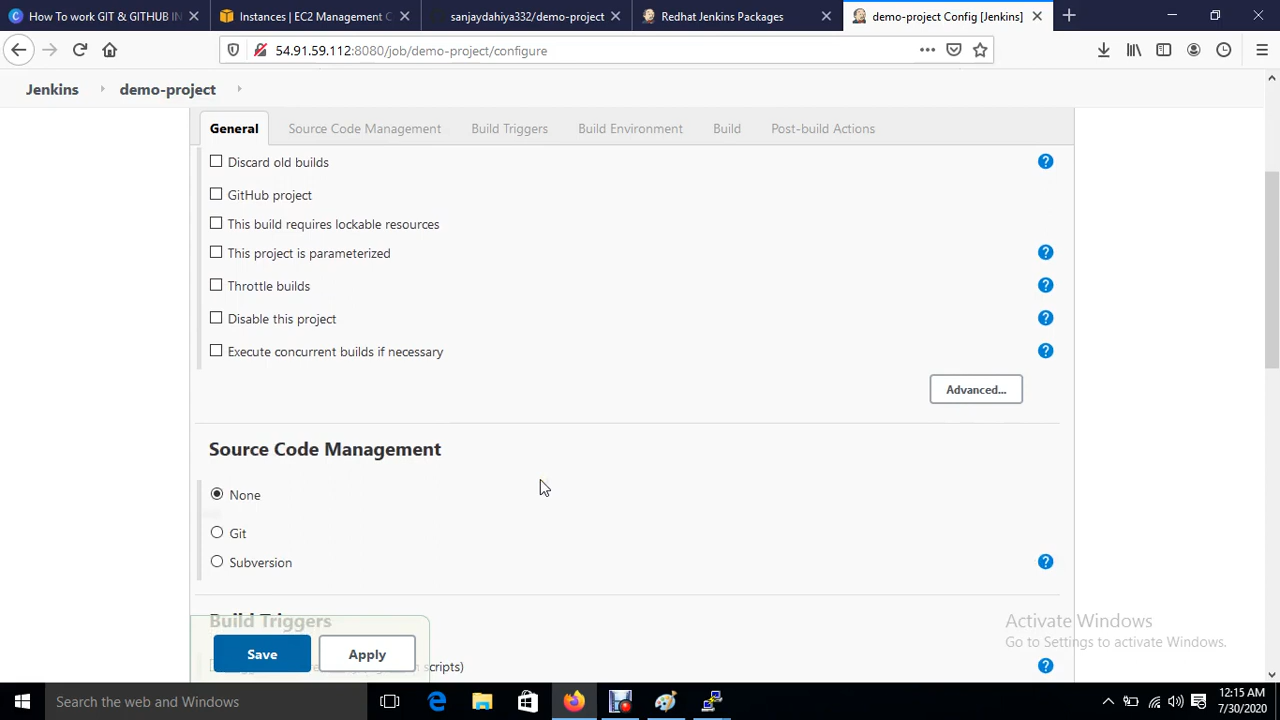 How To work GIT & GITHUB IN
Instances | EC2 Management C
sanjaydahiya332/demo-project
Redhat Jenkins Packages
demo-project Config [Jenkins]
54.91.59.112:8080/job/demo-project/configure
Jenkins
demo-project
General
Source Code Management
Build Triggers
Build Environment
Build
Post-build Actions
Discard old builds
GitHub project
This build requires lockable resources
This project is parameterized
Throttle builds
Disable this project
Execute concurrent builds if necessary
Advanced...
Source Code Management
None
Git
Subversion
Build Triggers
Save
Apply
scripts)
Activate Windows
Go to Settings to activate Windows.
Search the web and Windows
12:15 AM
7/30/2020